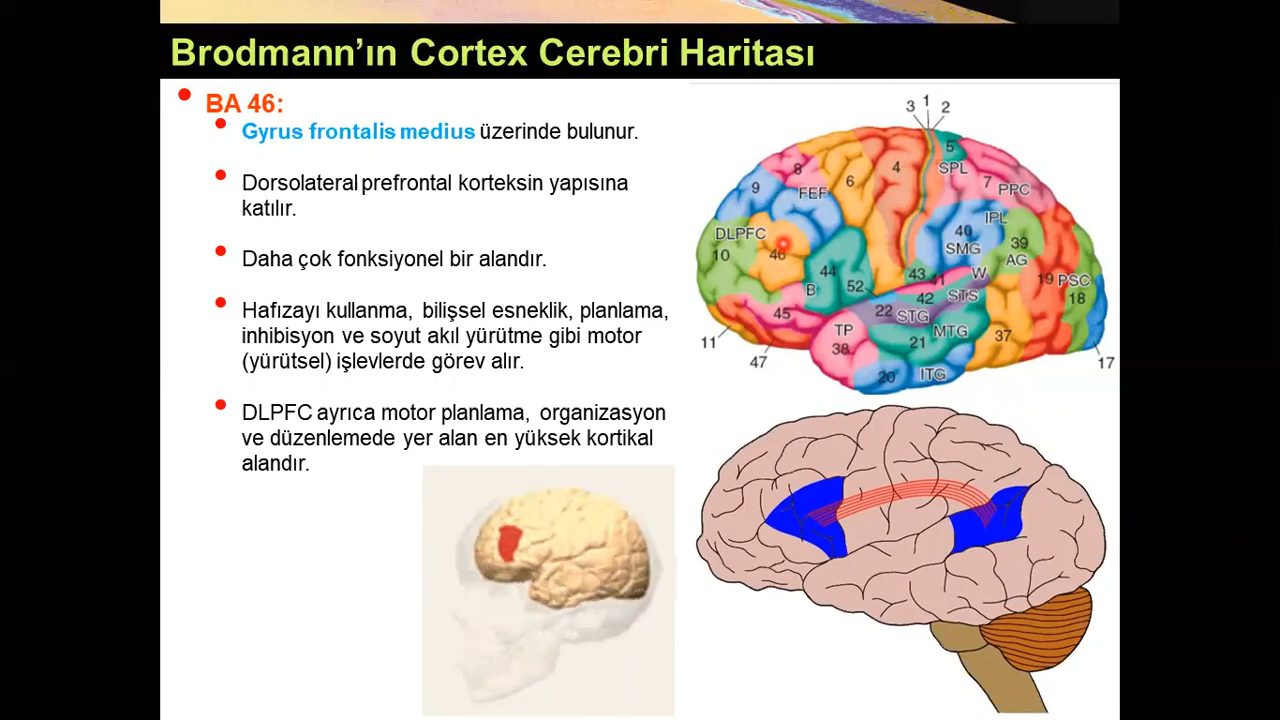 Brodmann’ın Cortex Cerebri Haritası
BA 46:
Gyrus frontalis medius üzerinde bulunur.
Dorsolateral prefrontal korteksin yapısına
katılır.
Daha çok fonksiyonel bir alandır.
Hafızayı kullanma, bilişsel esneklik, planlama,
inhibisyon ve soyut akıl yürütme gibi motor
(yürütsel) işlevlerde görev alır.
DLPFC ayrıca motor planlama, organizasyon
ve düzenlemede yer alan en yüksek kortikal
alandır.
3 1 2
5
8 6 4 SPL
9 FEF 7 PPC
IPL
DLPFC 40
46 SMG 39
10 AG
44 43 41 W 19 PSC
B 52 42 STS 18
45 22 STG
TP MTG 37
11 38 21
47 20 ITG 17